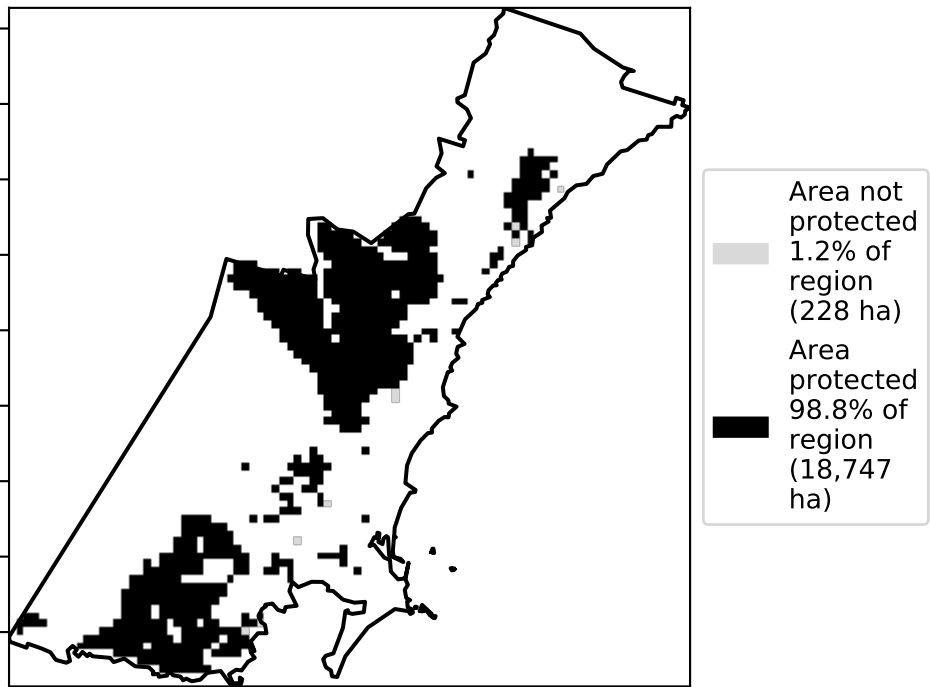 Area not
protected
1.2% of
region
(228 ha)
Area
protected
98.8% of
region
(18,747
ha)